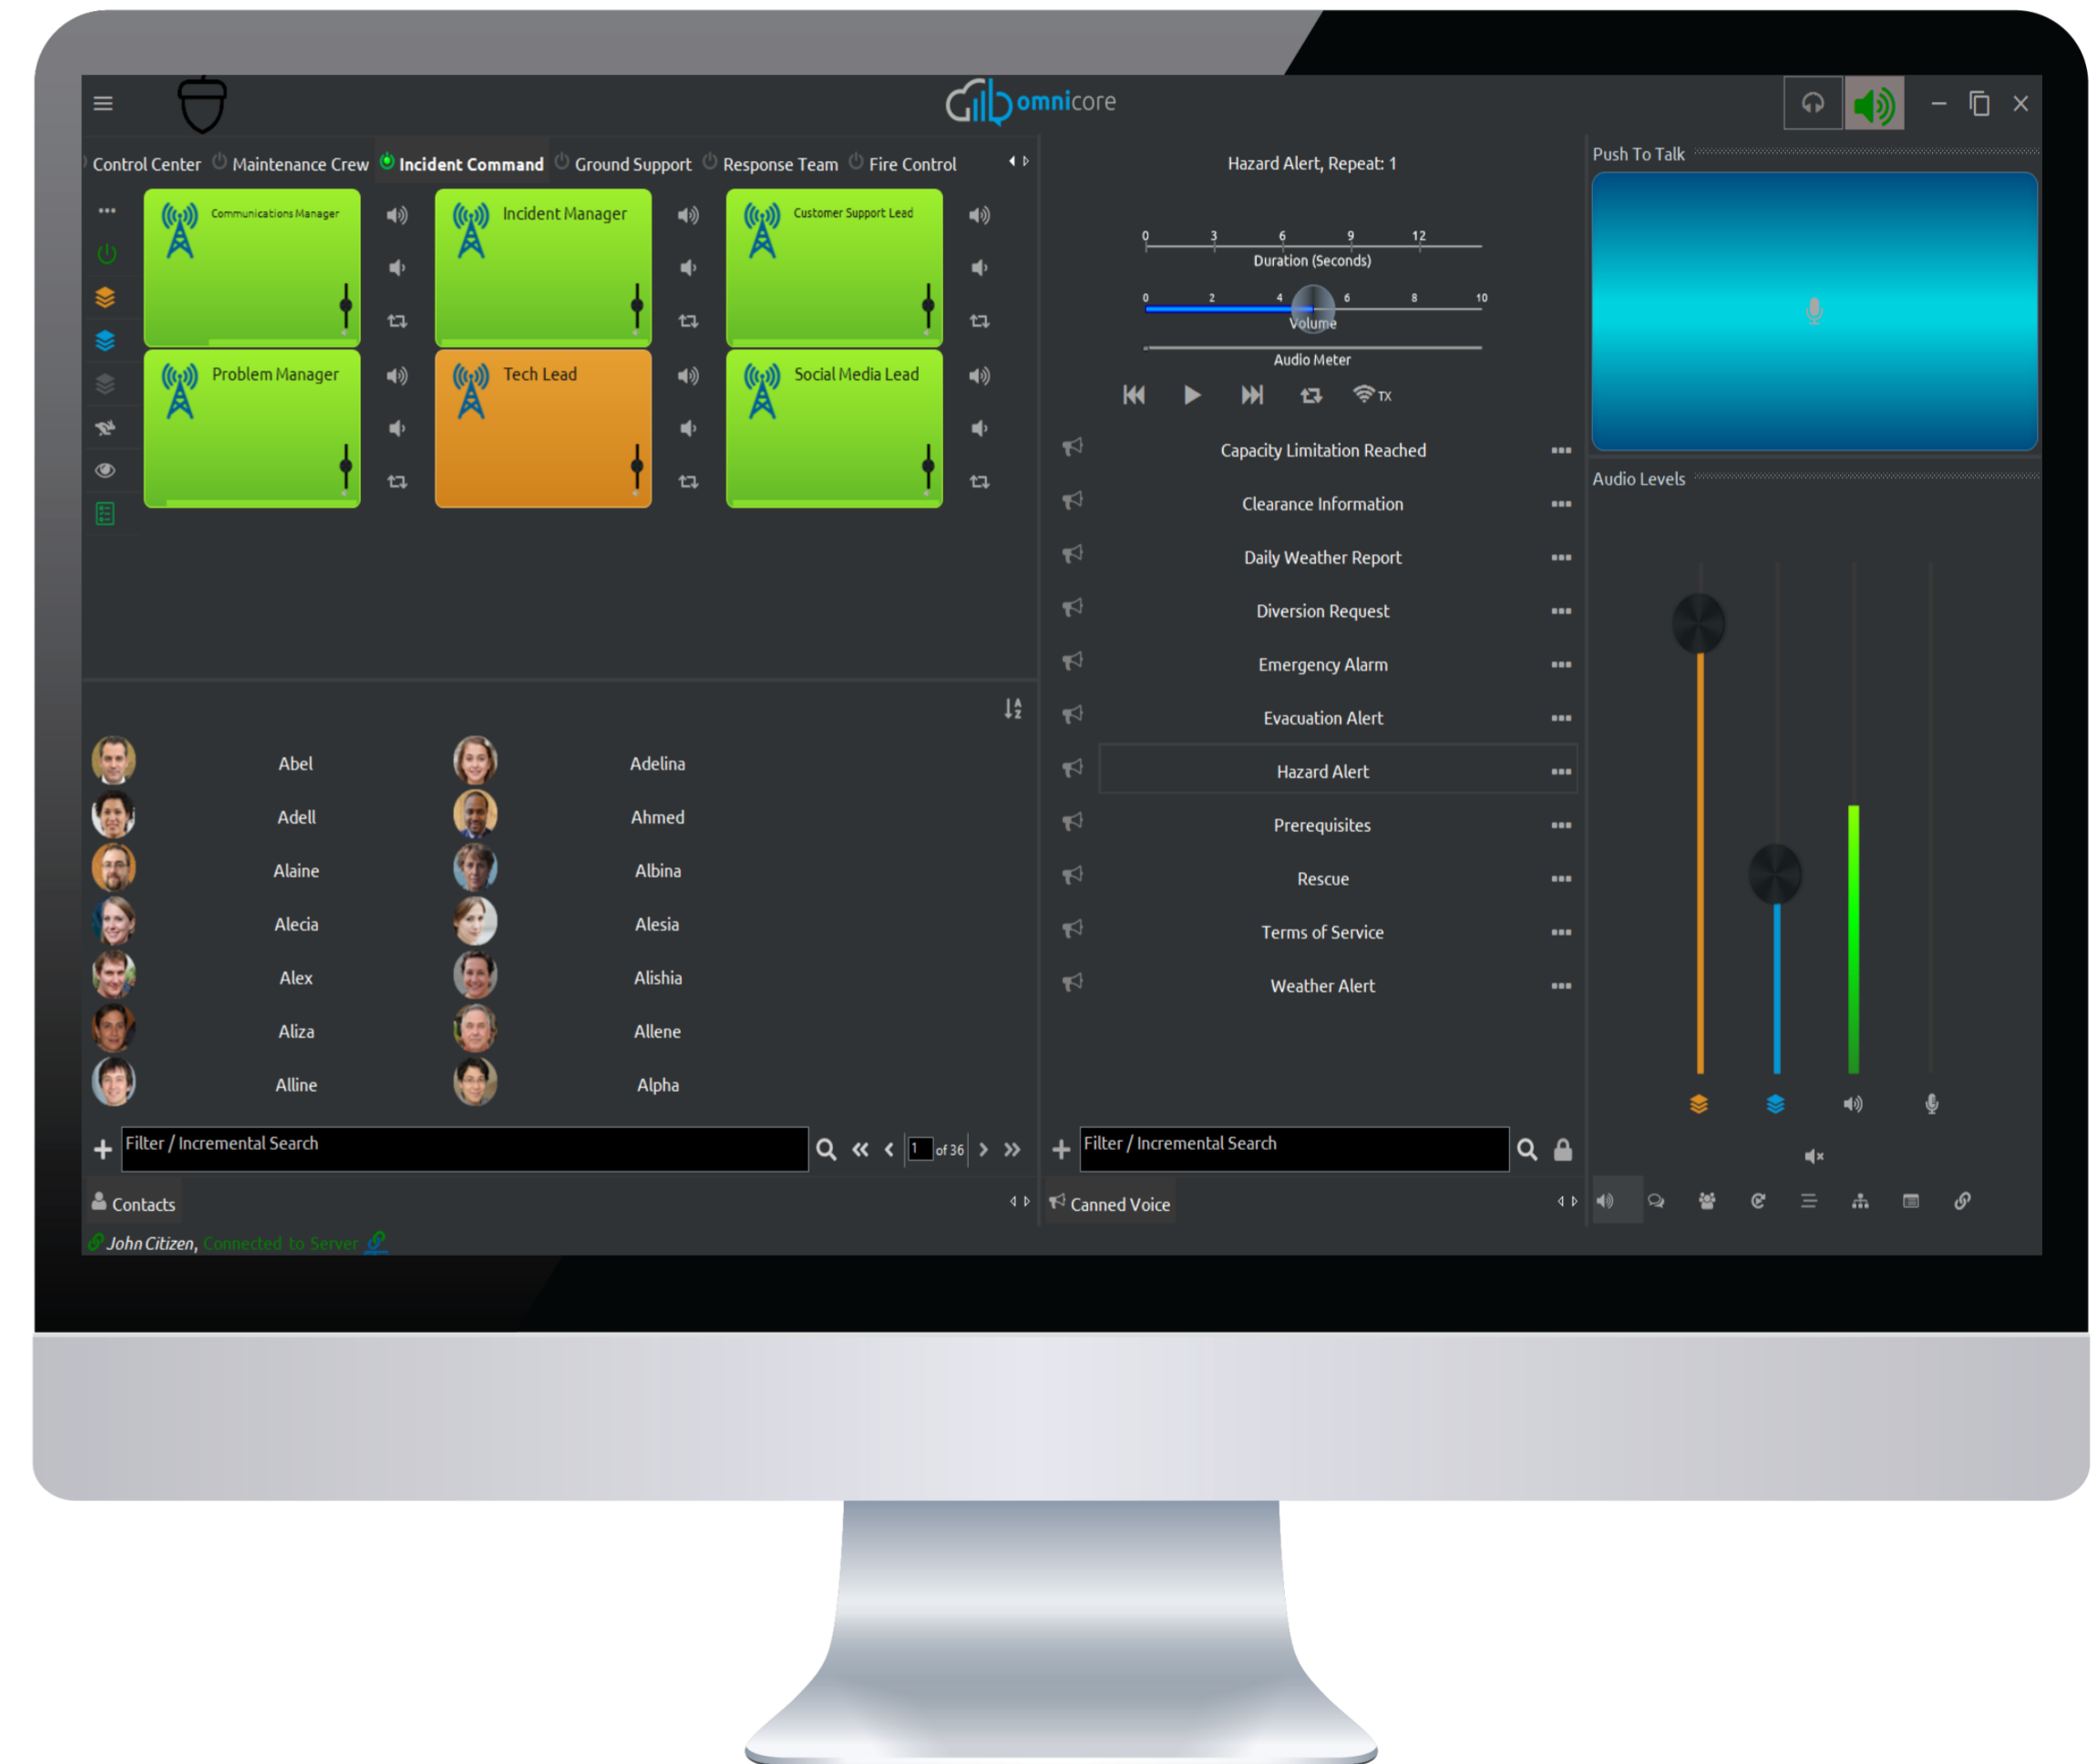 omnicore
Control Center Maintenance Crew Incident Command Ground Support Response Team Fire Control
Communications Manager Incident Manager Customer Support Lead
Problem Manager Tech Lead Social Media Lead
Abel Adelina
Adell Ahmed
Alaine Albina
Alecia Alesia
Alex Alishia
Aliza Allene
Alline Alpha
Filter / Incremental Search 1 of 36
Contacts
John Citizen, Connected to Server
Hazard Alert, Repeat: 1
0 3 6 9 12
Duration (Seconds)
0 2 4 6 8 10
Volume
Audio Meter
TX
Capacity Limitation Reached
Clearance Information
Daily Weather Report
Diversion Request
Emergency Alarm
Evacuation Alert
Hazard Alert
Prerequisites
Rescue
Terms of Service
Weather Alert
Filter / Incremental Search
Canned Voice
Push To Talk
Audio Levels